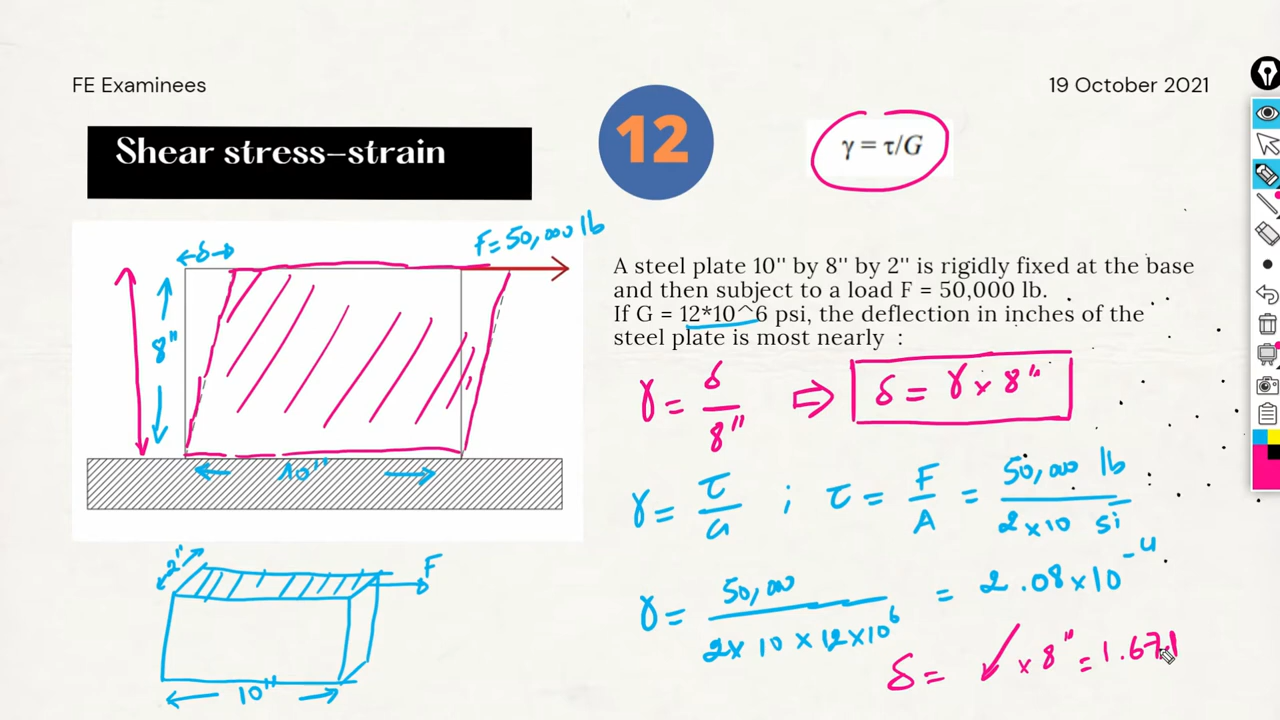 FE Examinees
19 October 2021
Shear stress–strain
12
γ = τ/G
δ
F = 50,000 lb
8"
10"
A steel plate 10'' by 8'' by 2'' is rigidly fixed at the base
and then subject to a load F = 50,000 lb.
If G = 12*10^6 psi, the deflection in inches of the
steel plate is most nearly :
γ = δ / 8" ⇒ δ = γ × 8"
γ = τ / G ; τ = F / A = 50,000 lb / 2 × 10 si
γ = 50,000 / 2 × 10 × 12 × 10^6 = 2.08 × 10^-4
δ = ✓ × 8" = 1.67
2"
F
10"